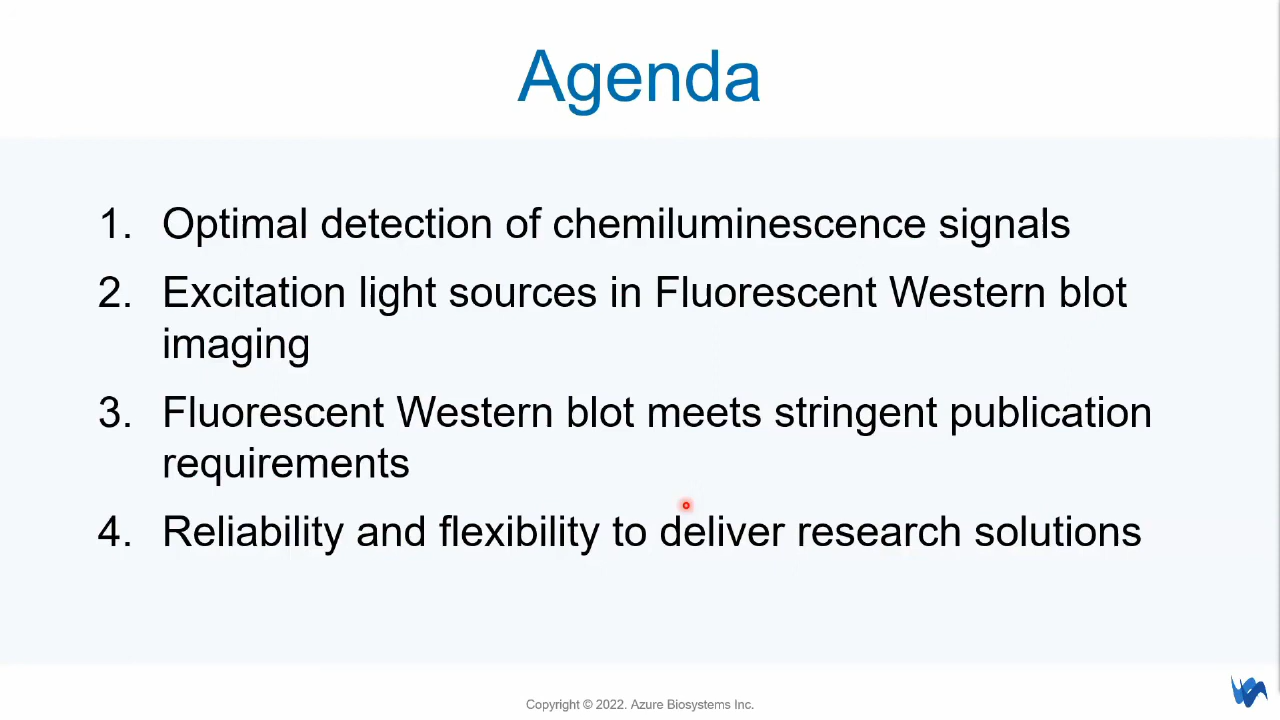 Agenda
1. Optimal detection of chemiluminescence signals
2. Excitation light sources in Fluorescent Western blot
imaging
3. Fluorescent Western blot meets stringent publication
requirements
4. Reliability and flexibility to deliver research solutions
Copyright © 2022. Azure Biosystems Inc.